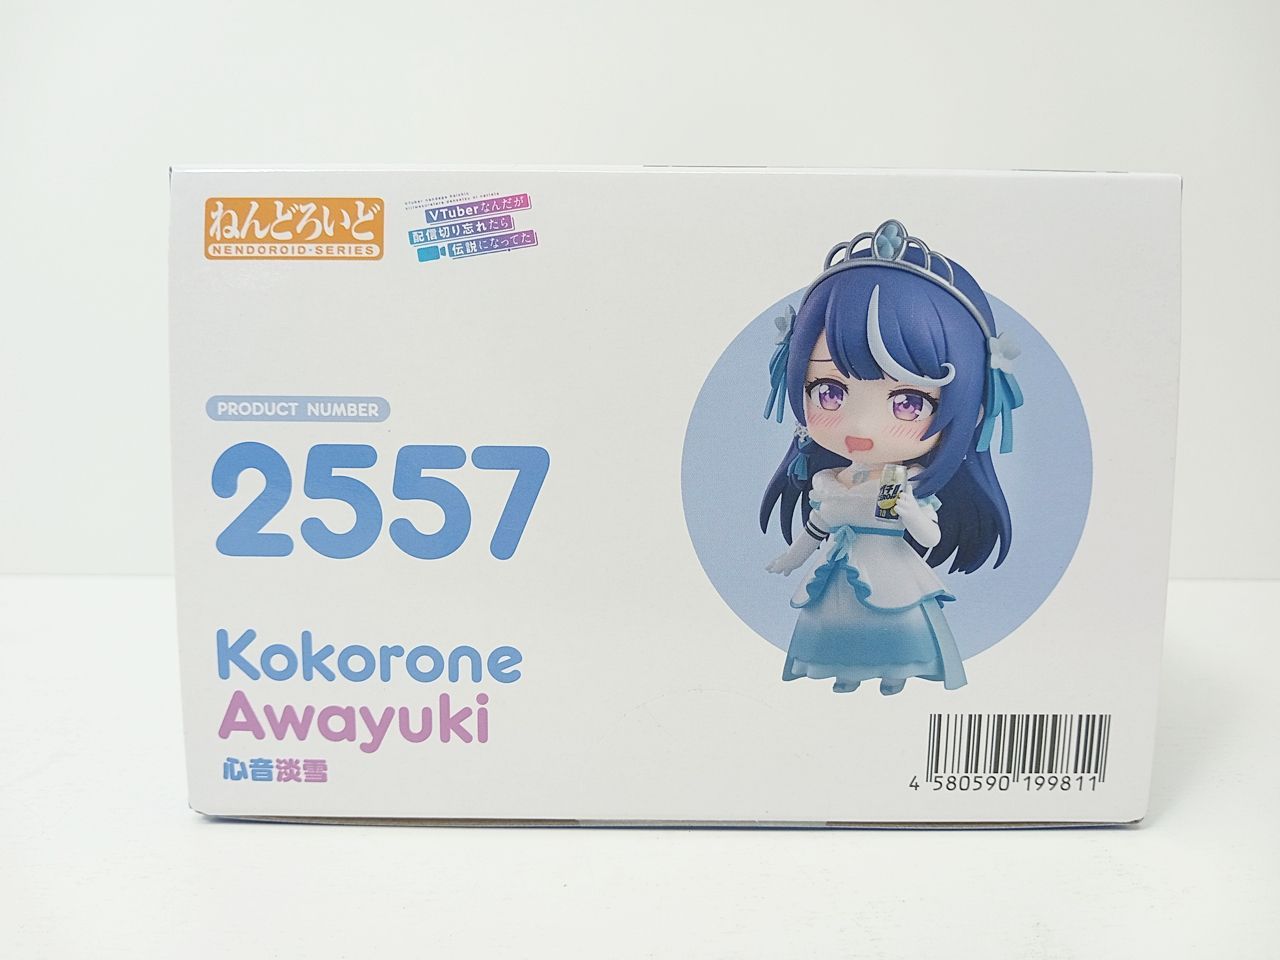 ねんどろいど
NENDOROID SERIES
VTuberなんだが
配信切り忘れたら
伝説になってた
PRODUCT NUMBER
2557
Kokorone
Awayuki
心音淡雪
4 580590 199811